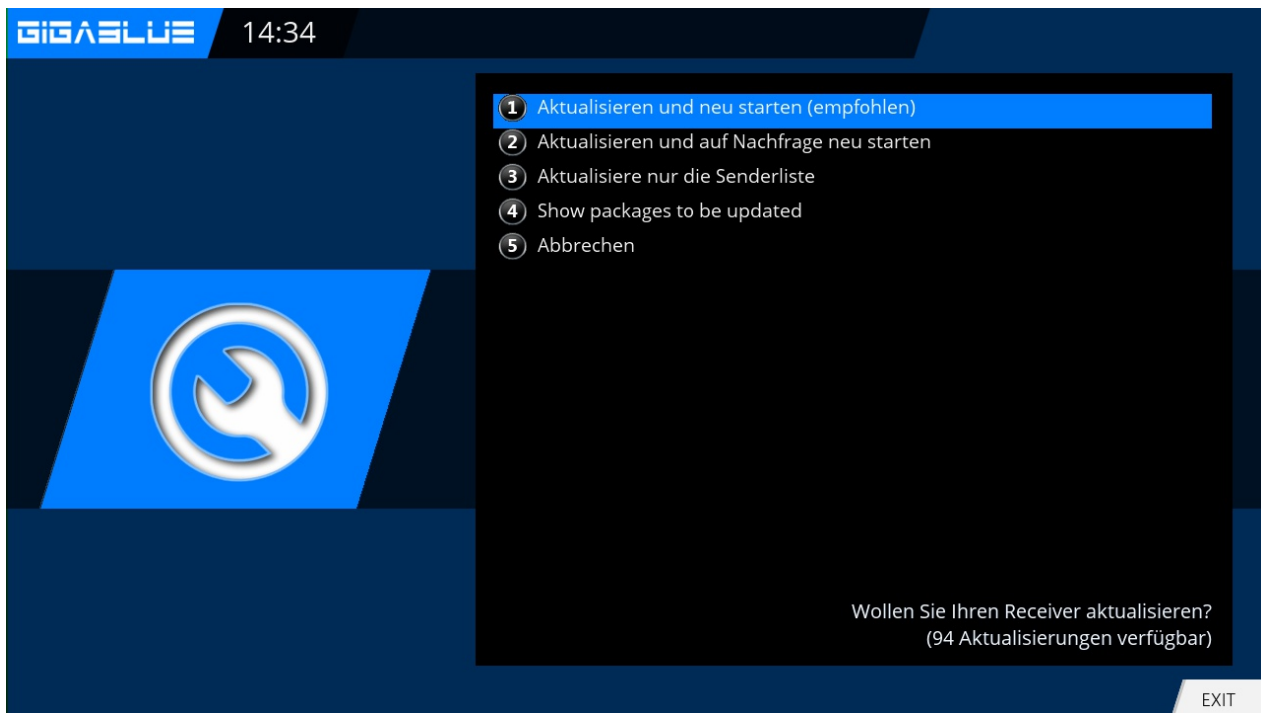 GIGABLUE 14:34
1 Aktualisieren und neu starten (empfohlen)
2 Aktualisieren und auf Nachfrage neu starten
3 Aktualisiere nur die Senderliste
4 Show packages to be updated
5 Abbrechen
Wollen Sie Ihren Receiver aktualisieren?
(94 Aktualisierungen verfügbar)
EXIT